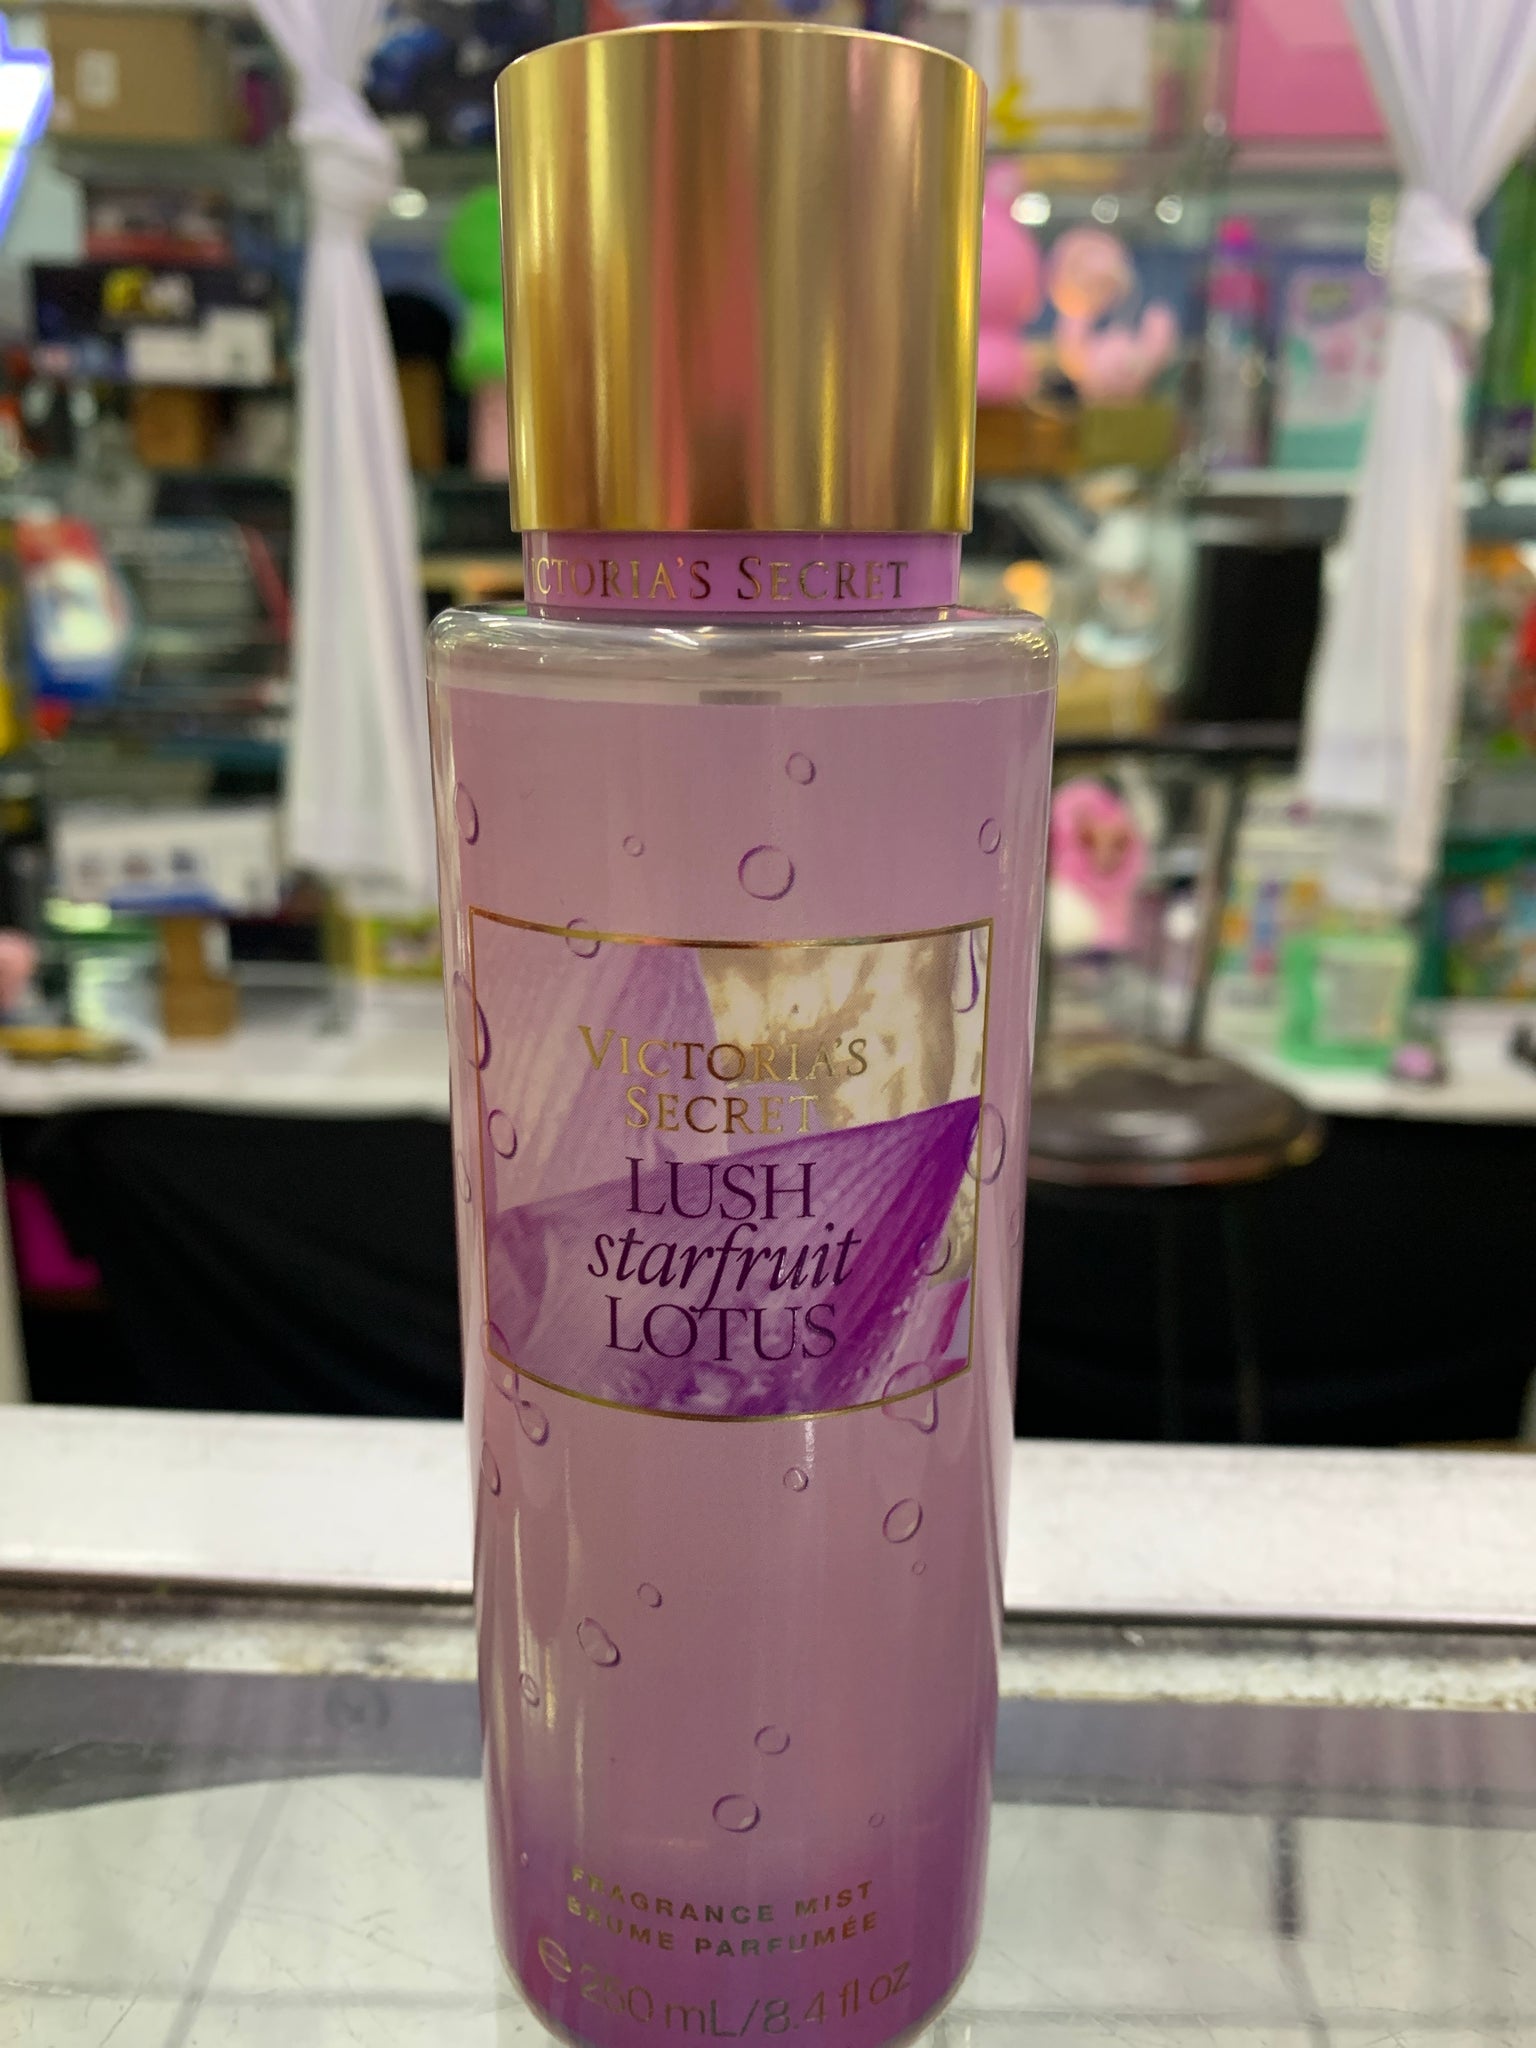 VICTORIA'S SECRET
VICTORIA'S
SECRET
LUSH
starfruit
LOTUS
FRAGRANCE MIST
BRUME PARFUMÉE
℮ 250 mL/8.4 fl oz